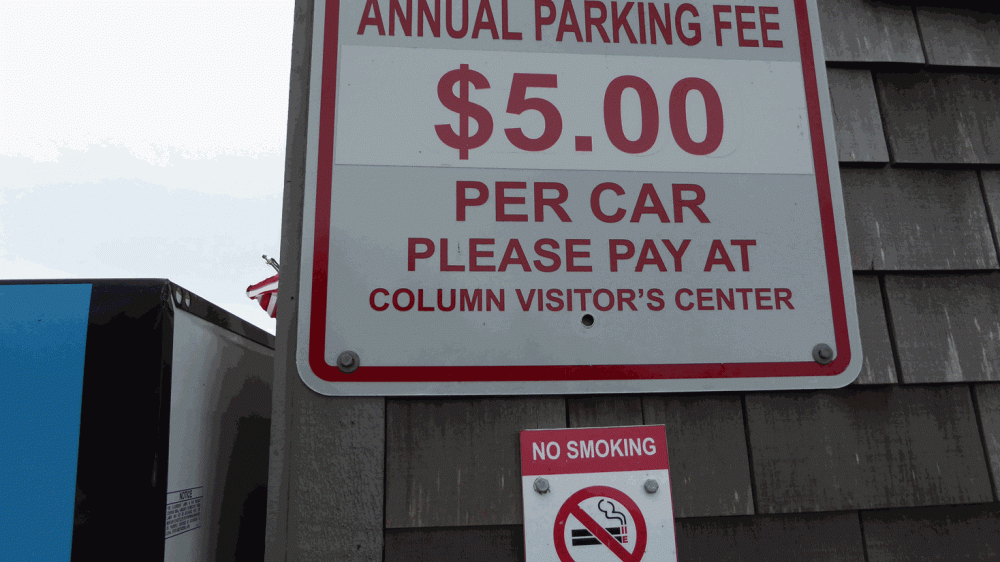 ANNUAL PARKING FEE
$5.00
PER CAR
PLEASE PAY AT
COLUMN VISITOR'S CENTER
NO SMOKING
NOTICE